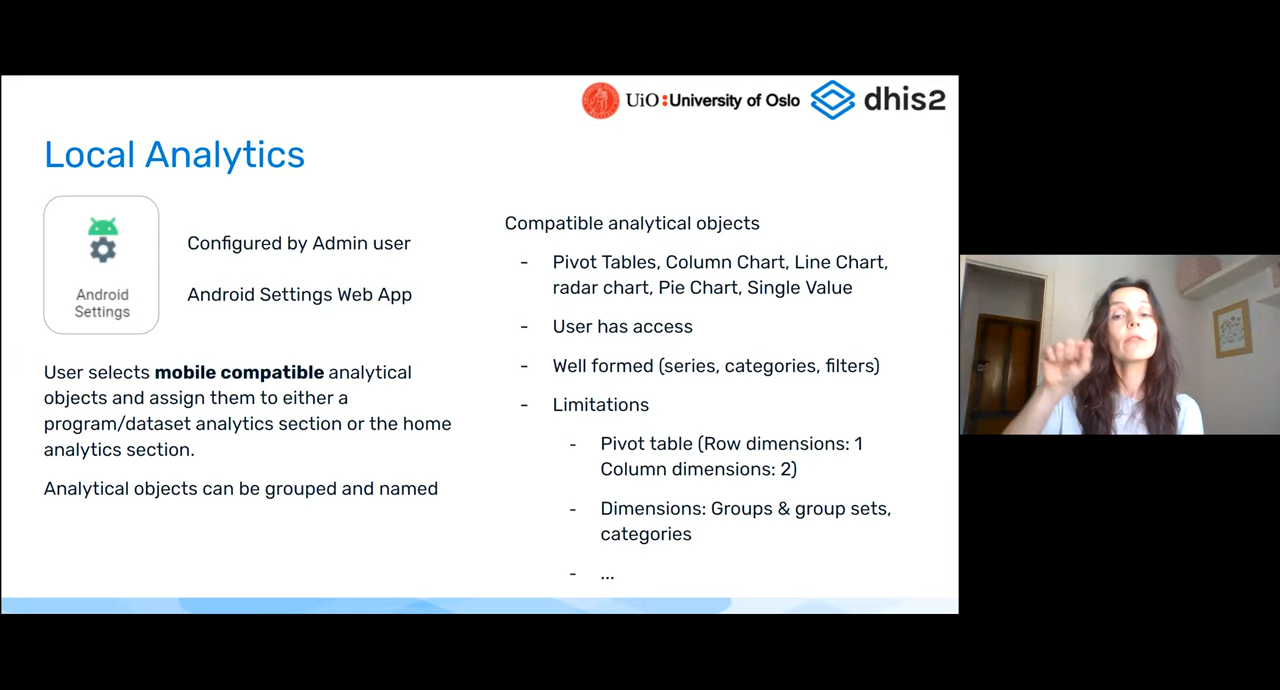 UiO:University of Oslo
dhis2
Local Analytics
Android
Settings
Configured by Admin user
Android Settings Web App
User selects mobile compatible analytical
objects and assign them to either a
program/dataset analytics section or the home
analytics section.
Analytical objects can be grouped and named
Compatible analytical objects
- Pivot Tables, Column Chart, Line Chart,
radar chart, Pie Chart, Single Value
- User has access
- Well formed (series, categories, filters)
- Limitations
- Pivot table (Row dimensions: 1
Column dimensions: 2)
- Dimensions: Groups & group sets,
categories
- ...